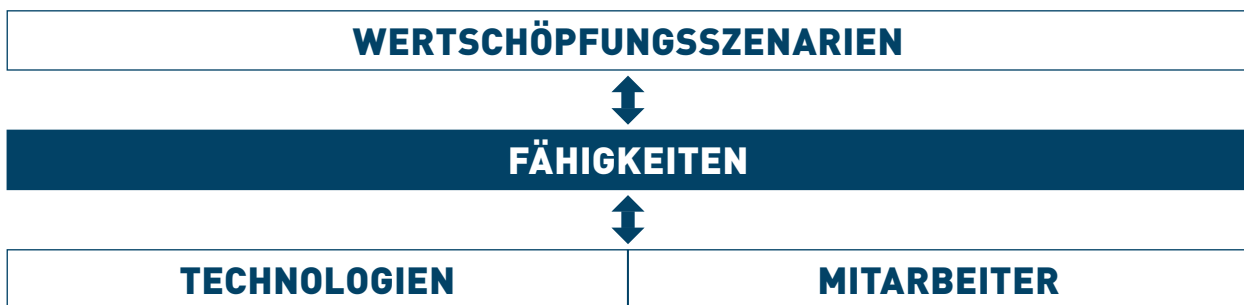 WERTSCHÖPFUNGSSZENARIEN
FÄHIGKEITEN
TECHNOLOGIEN
MITARBEITER